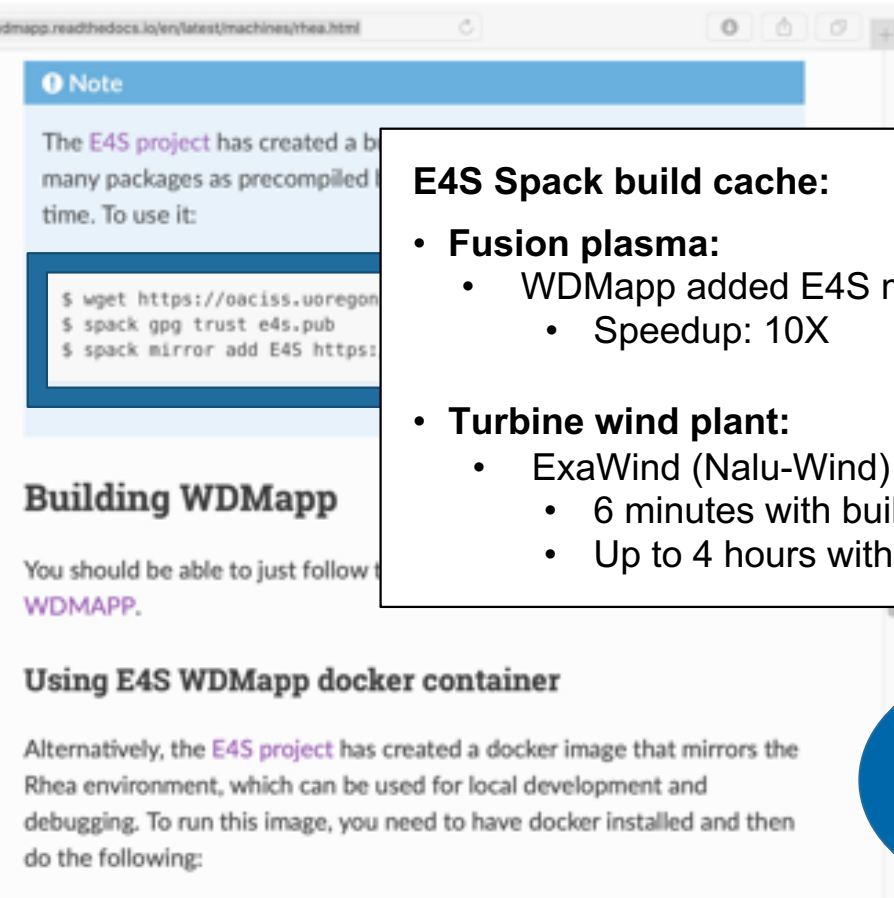 dmapp.readthedocs.io/en/latest/machines/rhea.html
Note
The E4S project has created a
many packages as precompiled
time. To use it:
$ wget https://oaciss.uoregon
$ spack gpg trust e4s.pub
$ spack mirror add E4S https:
E4S Spack build cache:
• Fusion plasma:
• WDMapp added E4S
• Speedup: 10X
• Turbine wind plant:
• ExaWind (Nalu-Wind)
• 6 minutes with
• Up to 4 hours with
Building WDMapp
You should be able to just follow
WDMAPP.
Using E4S WDMapp docker container
Alternatively, the E4S project has created a docker image that mirrors the
Rhea environment, which can be used for local development and
debugging. To run this image, you need to have docker installed and then
do the following: